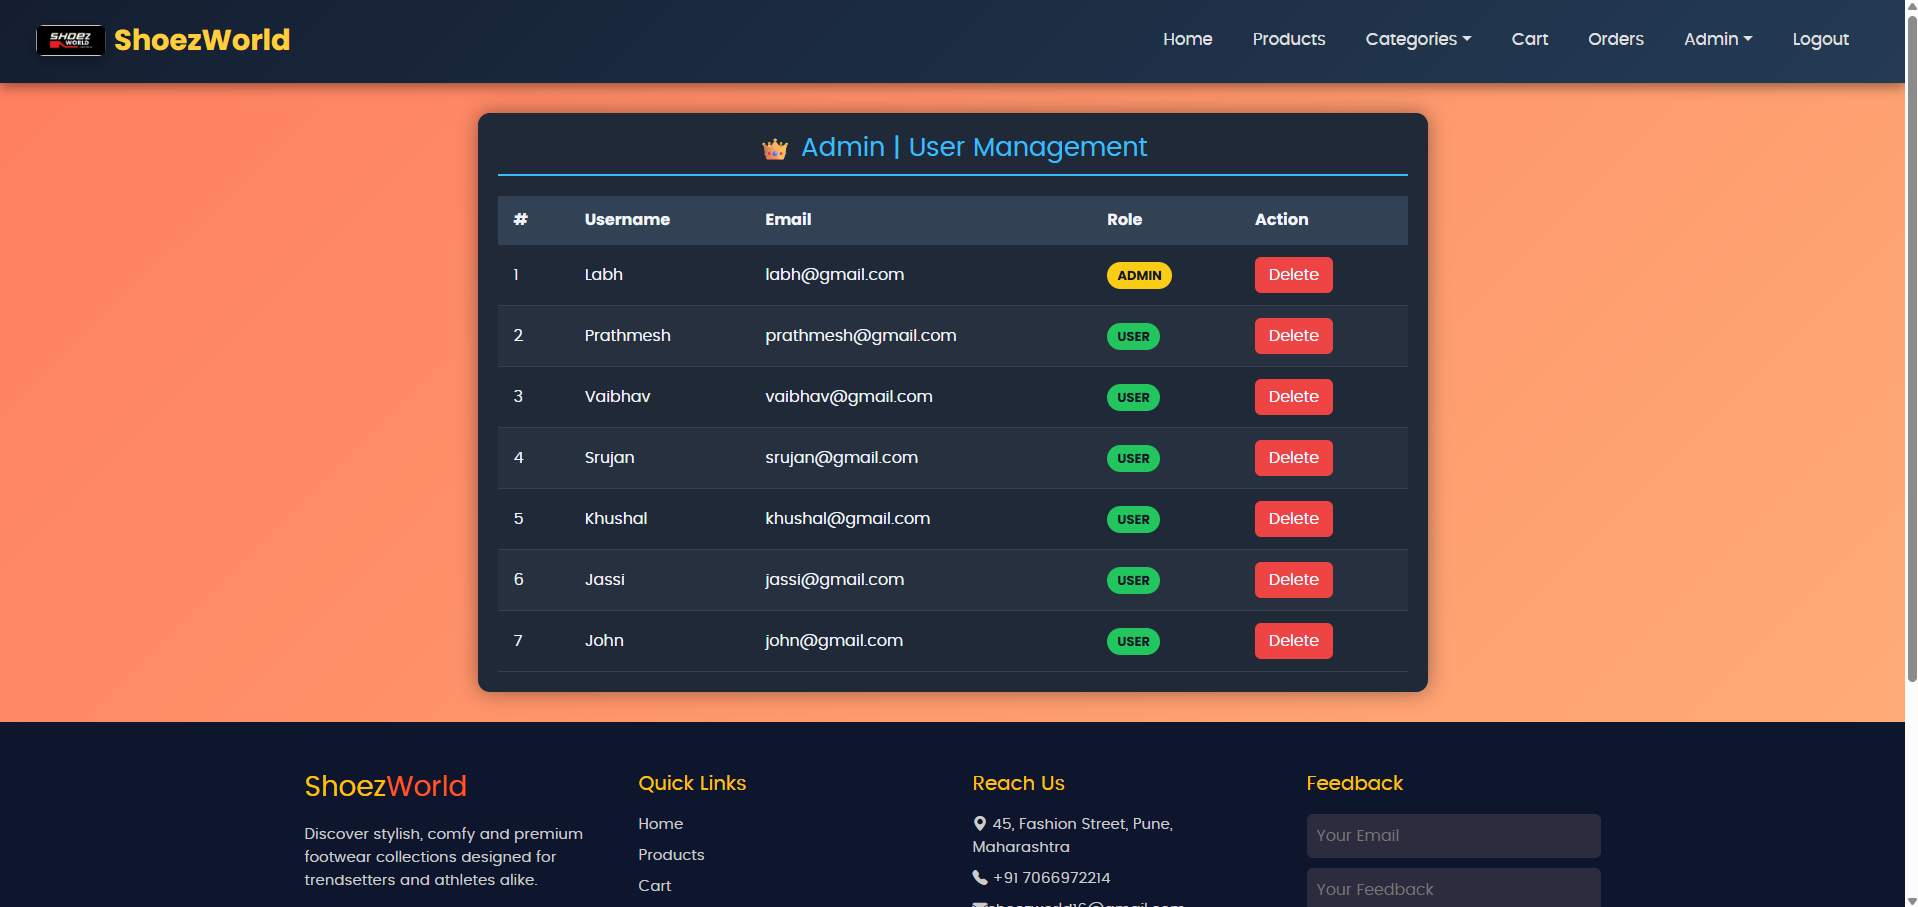 SHOEZ
WORLD
ShoezWorld
Home Products Categories Cart Orders Admin Logout
Admin | User Management
# Username Email Role Action
1 Labh labh@gmail.com ADMIN Delete
2 Prathmesh prathmesh@gmail.com USER Delete
3 Vaibhav vaibhav@gmail.com USER Delete
4 Srujan srujan@gmail.com USER Delete
5 Khushal khushal@gmail.com USER Delete
6 Jassi jassi@gmail.com USER Delete
7 John john@gmail.com USER Delete
ShoezWorld
Discover stylish, comfy and premium
footwear collections designed for
trendsetters and athletes alike.
Quick Links
Home
Products
Cart
Reach Us
45, Fashion Street, Pune,
Maharashtra
+91 7066972214
shoezworld16@gmail.com
Feedback
Your Email
Your Feedback